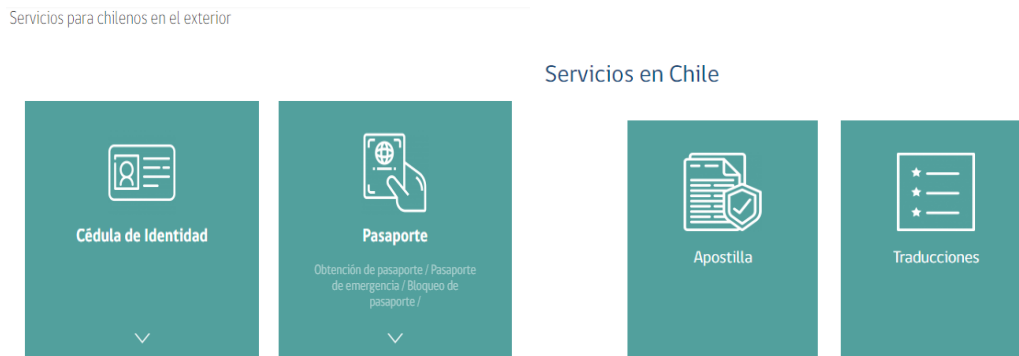 Servicios para chilenos en el exterior
Cédula de Identidad
Pasaporte
Obtención de pasaporte / Pasaporte
de emergencia / Bloqueo de
pasaporte /
Servicios en Chile
Apostilla
Traducciones